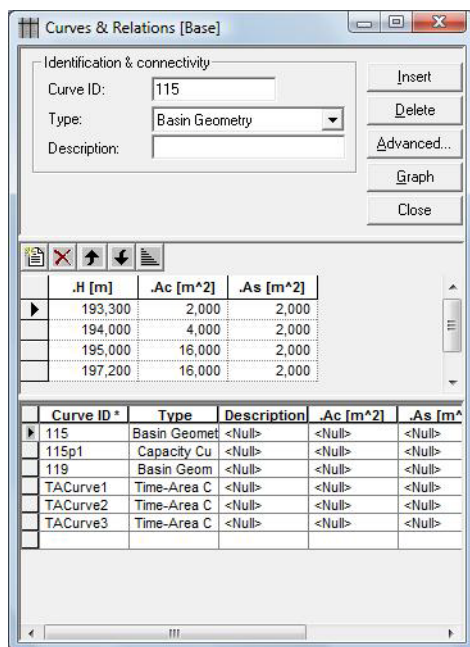 Curves & Relations [Base]
Identification & connectivity
Curve ID: 115
Type: Basin Geometry
Description:
Insert
Delete
Advanced...
Graph
Close
.H [m] .Ac [m^2] .As [m^2]
193,300 2,000 2,000
194,000 4,000 2,000
195,000 16,000 2,000
197,200 16,000 2,000
Curve ID * Type Description .Ac [m^2] .As [m^
115 Basin Geomet <Null> <Null> <Null>
115p1 Capacity Cu <Null> <Null> <Null>
119 Basin Geom <Null> <Null> <Null>
TACurve1 Time-Area C <Null> <Null> <Null>
TACurve2 Time-Area C <Null> <Null> <Null>
TACurve3 Time-Area C <Null> <Null> <Null>